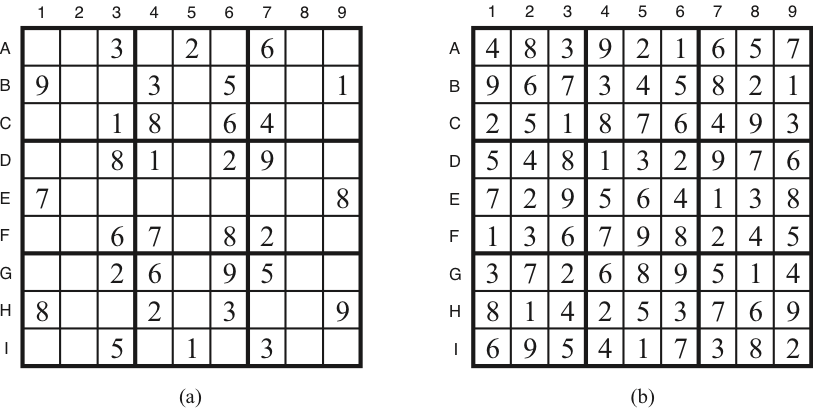 1 2 3 4 5 6 7 8 9
A 3 2 6
B 9 3 5 1
C 1 8 6 4
D 8 1 2 9
E 7 8
F 6 7 8 2
G 2 6 9 5
H 8 2 3 9
I 5 1 3
(a)
1 2 3 4 5 6 7 8 9
A 4 8 3 9 2 1 6 5 7
B 9 6 7 3 4 5 8 2 1
C 2 5 1 8 7 6 4 9 3
D 5 4 8 1 3 2 9 7 6
E 7 2 9 5 6 4 1 3 8
F 1 3 6 7 9 8 2 4 5
G 3 7 2 6 8 9 5 1 4
H 8 1 4 2 5 3 7 6 9
I 6 9 5 4 1 7 3 8 2
(b)